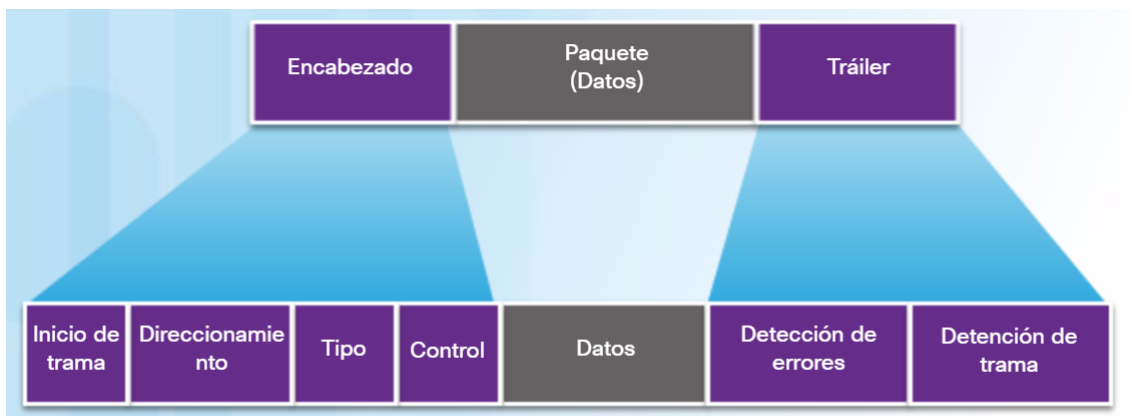 Encabezado
Paquete
(Datos)
Tráiler
Inicio de
trama
Direccionamie
nto
Tipo
Control
Datos
Detección de
errores
Detención de
trama